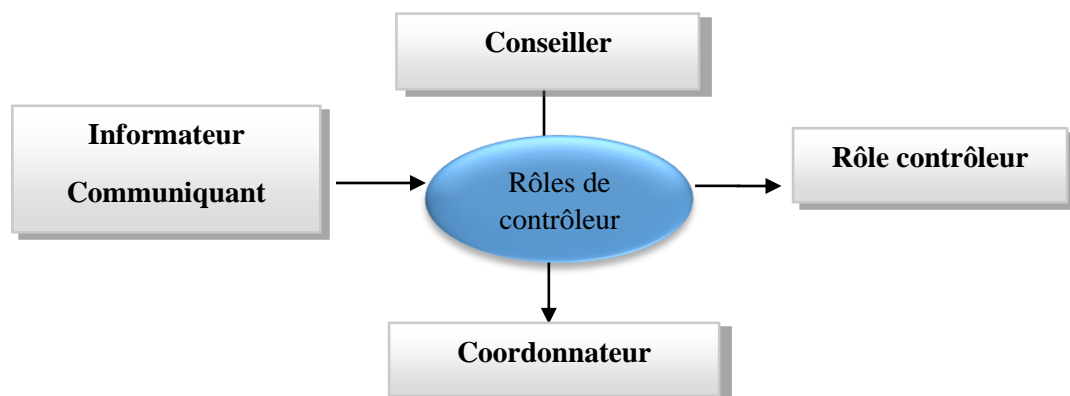 Conseiller
Informateur
Communiquant
Rôles de
contrôleur
Rôle contrôleur
Coordonnateur